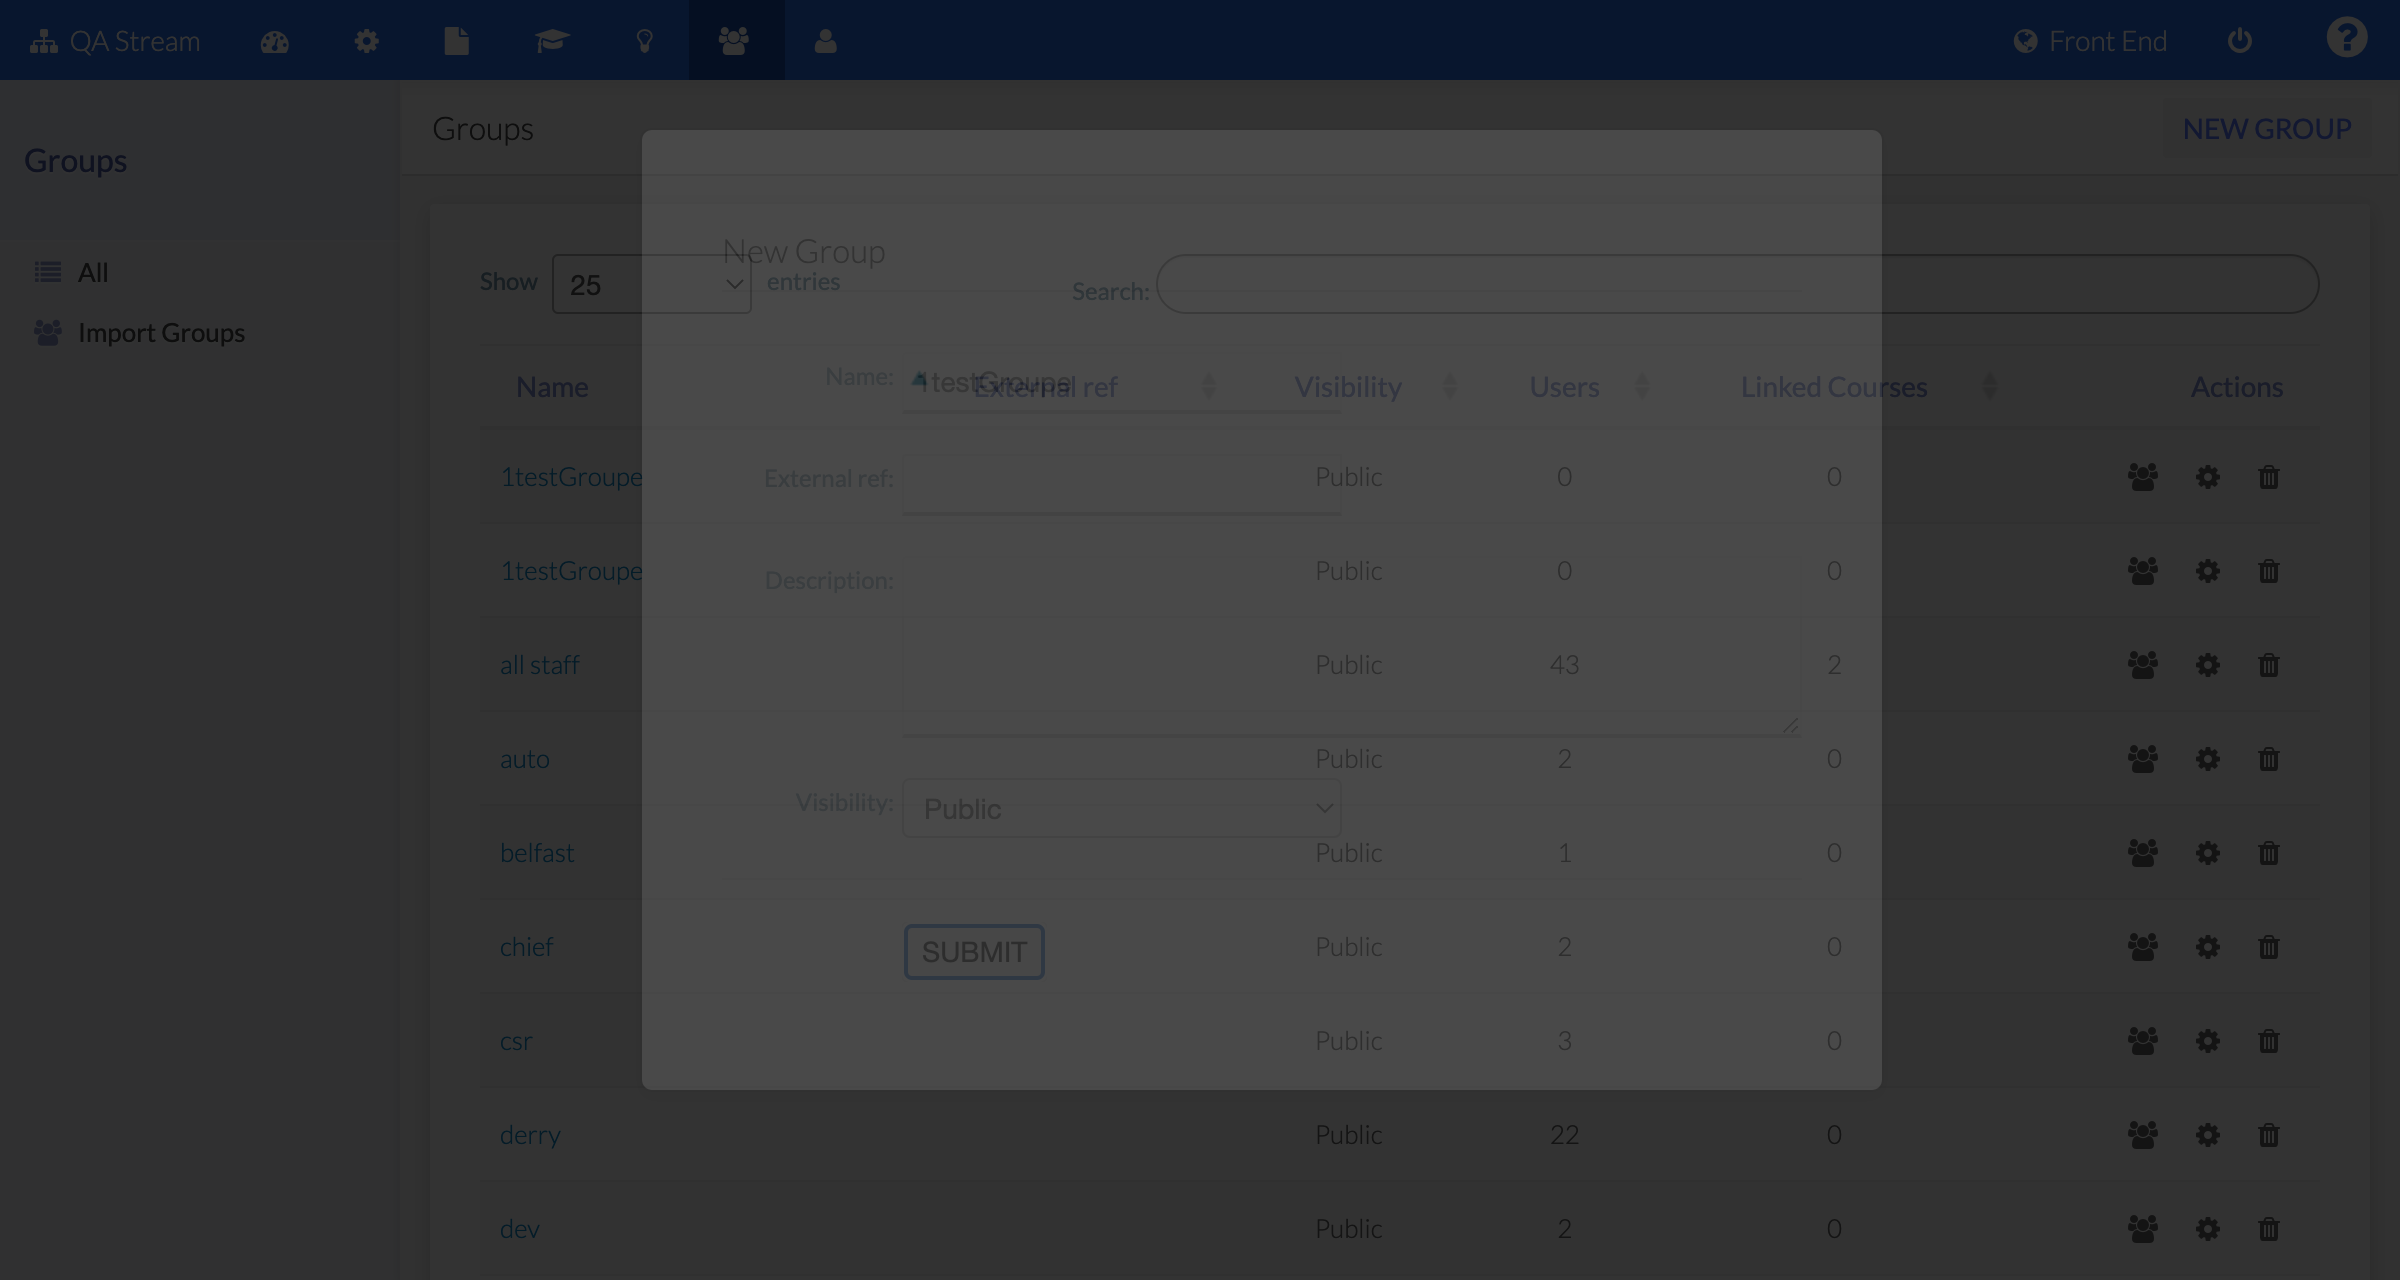 QA Stream Front End
Groups
Groups NEW GROUP
All
Import Groups
Show 25 entries Search:
Name External ref Visibility Users Linked Courses Actions
1testGroupe Public 0 0
1testGroupe Public 0 0
all staff Public 43 2
auto Public 2 0
belfast Public 1 0
chief Public 2 0
csr Public 3 0
derry Public 22 0
dev Public 2 0
New Group
Name: 1testGroupe
External ref:
Description:
Visibility: Public
SUBMIT